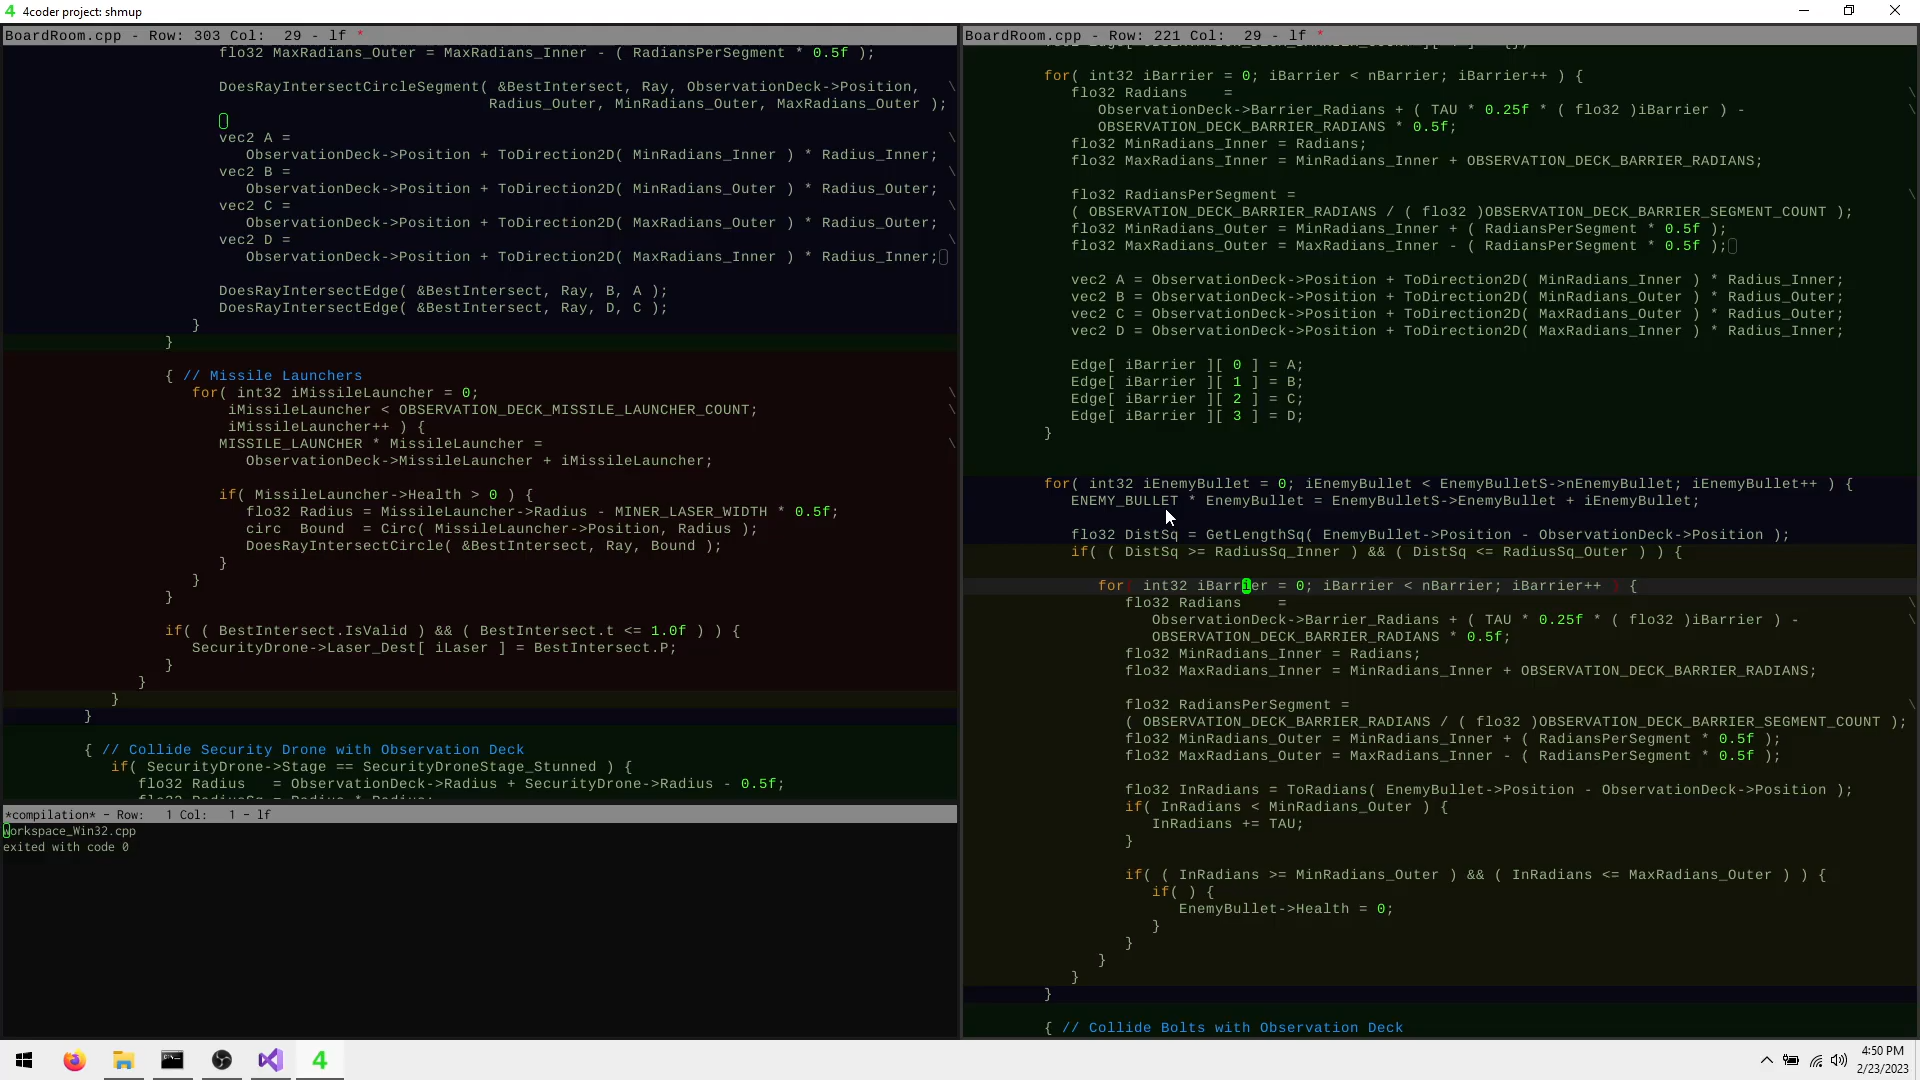 4coder project: shmup
BoardRoom.cpp - Row: 303 Col:  29 - lf *
flo32 MaxRadians_Outer = MaxRadians_Inner - ( RadiansPerSegment * 0.5f );
DoesRayIntersectCircleSegment( &BestIntersect, Ray, ObservationDeck->Position, \
Radius_Outer, MinRadians_Outer, MaxRadians_Outer );
vec2 A = \
ObservationDeck->Position + ToDirection2D( MinRadians_Inner ) * Radius_Inner;
vec2 B = \
ObservationDeck->Position + ToDirection2D( MinRadians_Outer ) * Radius_Outer;
vec2 C = \
ObservationDeck->Position + ToDirection2D( MaxRadians_Outer ) * Radius_Outer;
vec2 D = \
ObservationDeck->Position + ToDirection2D( MaxRadians_Inner ) * Radius_Inner;
DoesRayIntersectEdge( &BestIntersect, Ray, B, A );
DoesRayIntersectEdge( &BestIntersect, Ray, D, C );
}
}
{ // Missile Launchers
for( int32 iMissileLauncher = 0; \
iMissileLauncher < OBSERVATION_DECK_MISSILE_LAUNCHER_COUNT; \
iMissileLauncher++ ) {
MISSILE_LAUNCHER * MissileLauncher = \
ObservationDeck->MissileLauncher + iMissileLauncher;
if( MissileLauncher->Health > 0 ) {
flo32 Radius = MissileLauncher->Radius - MINER_LASER_WIDTH * 0.5f;
circ  Bound  = Circ( MissileLauncher->Position, Radius );
DoesRayIntersectCircle( &BestIntersect, Ray, Bound );
}
}
}
if( ( BestIntersect.IsValid ) && ( BestIntersect.t <= 1.0f ) ) {
SecurityDrone->Laser_Dest[ iLaser ] = BestIntersect.P;
}
}
}
}
{ // Collide Security Drone with Observation Deck
if( SecurityDrone->Stage == SecurityDroneStage_Stunned ) {
flo32 Radius   = ObservationDeck->Radius + SecurityDrone->Radius - 0.5f;
*compilation* - Row:   1 Col:   1 - lf
workspace_Win32.cpp
exited with code 0
BoardRoom.cpp - Row: 221 Col:  29 - lf *
for( int32 iBarrier = 0; iBarrier < nBarrier; iBarrier++ ) {
flo32 Radians    = \
ObservationDeck->Barrier_Radians + ( TAU * 0.25f * ( flo32 )iBarrier ) - \
OBSERVATION_DECK_BARRIER_RADIANS * 0.5f;
flo32 MinRadians_Inner = Radians;
flo32 MaxRadians_Inner = MinRadians_Inner + OBSERVATION_DECK_BARRIER_RADIANS;
flo32 RadiansPerSegment = \
( OBSERVATION_DECK_BARRIER_RADIANS / ( flo32 )OBSERVATION_DECK_BARRIER_SEGMENT_COUNT );
flo32 MinRadians_Outer = MinRadians_Inner + ( RadiansPerSegment * 0.5f );
flo32 MaxRadians_Outer = MaxRadians_Inner - ( RadiansPerSegment * 0.5f );
vec2 A = ObservationDeck->Position + ToDirection2D( MinRadians_Inner ) * Radius_Inner;
vec2 B = ObservationDeck->Position + ToDirection2D( MinRadians_Outer ) * Radius_Outer;
vec2 C = ObservationDeck->Position + ToDirection2D( MaxRadians_Outer ) * Radius_Outer;
vec2 D = ObservationDeck->Position + ToDirection2D( MaxRadians_Inner ) * Radius_Inner;
Edge[ iBarrier ][ 0 ] = A;
Edge[ iBarrier ][ 1 ] = B;
Edge[ iBarrier ][ 2 ] = C;
Edge[ iBarrier ][ 3 ] = D;
}
for( int32 iEnemyBullet = 0; iEnemyBullet < EnemyBulletS->nEnemyBullet; iEnemyBullet++ ) {
ENEMY_BULLET * EnemyBullet = EnemyBulletS->EnemyBullet + iEnemyBullet;
flo32 DistSq = GetLengthSq( EnemyBullet->Position - ObservationDeck->Position );
if( ( DistSq >= RadiusSq_Inner ) && ( DistSq <= RadiusSq_Outer ) ) {
for( int32 iBarrier = 0; iBarrier < nBarrier; iBarrier++ ) {
flo32 Radians    = \
ObservationDeck->Barrier_Radians + ( TAU * 0.25f * ( flo32 )iBarrier ) - \
OBSERVATION_DECK_BARRIER_RADIANS * 0.5f;
flo32 MinRadians_Inner = Radians;
flo32 MaxRadians_Inner = MinRadians_Inner + OBSERVATION_DECK_BARRIER_RADIANS;
flo32 RadiansPerSegment = \
( OBSERVATION_DECK_BARRIER_RADIANS / ( flo32 )OBSERVATION_DECK_BARRIER_SEGMENT_COUNT );
flo32 MinRadians_Outer = MinRadians_Inner + ( RadiansPerSegment * 0.5f );
flo32 MaxRadians_Outer = MaxRadians_Inner - ( RadiansPerSegment * 0.5f );
flo32 InRadians = ToRadians( EnemyBullet->Position - ObservationDeck->Position );
if( InRadians < MinRadians_Outer ) {
InRadians += TAU;
}
if( ( InRadians >= MinRadians_Outer ) && ( InRadians <= MaxRadians_Outer ) ) {
if( ) {
EnemyBullet->Health = 0;
}
}
}
}
}
{ // Collide Bolts with Observation Deck
4:50 PM
2/23/2023